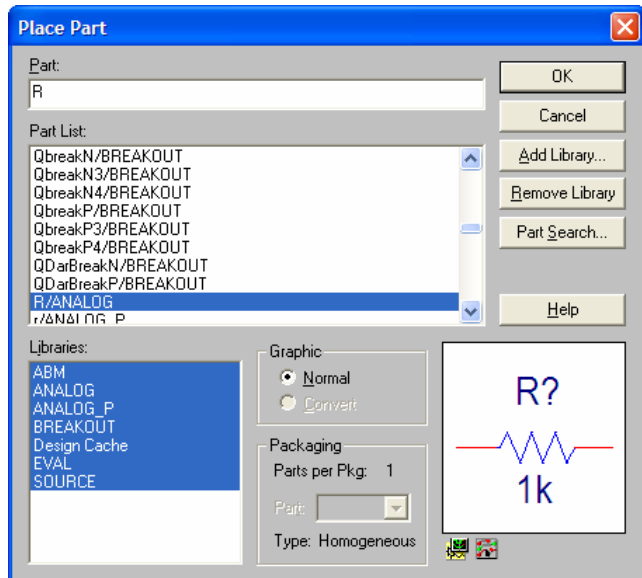 Place Part
Part:
R
Part List:
QbreakN/BREAKOUT
QbreakN3/BREAKOUT
QbreakN4/BREAKOUT
QbreakP/BREAKOUT
QbreakP3/BREAKOUT
QbreakP4/BREAKOUT
QDarBreakN/BREAKOUT
QDarBreakP/BREAKOUT
R/ANALOG
r/ANALOG_P
OK
Cancel
Add Library...
Remove Library
Part Search...
Help
Libraries:
ABM
ANALOG
ANALOG_P
BREAKOUT
Design Cache
EVAL
SOURCE
Graphic
Normal
Convert
Packaging
Parts per Pkg: 1
Part:
Type: Homogeneous
R?
1k